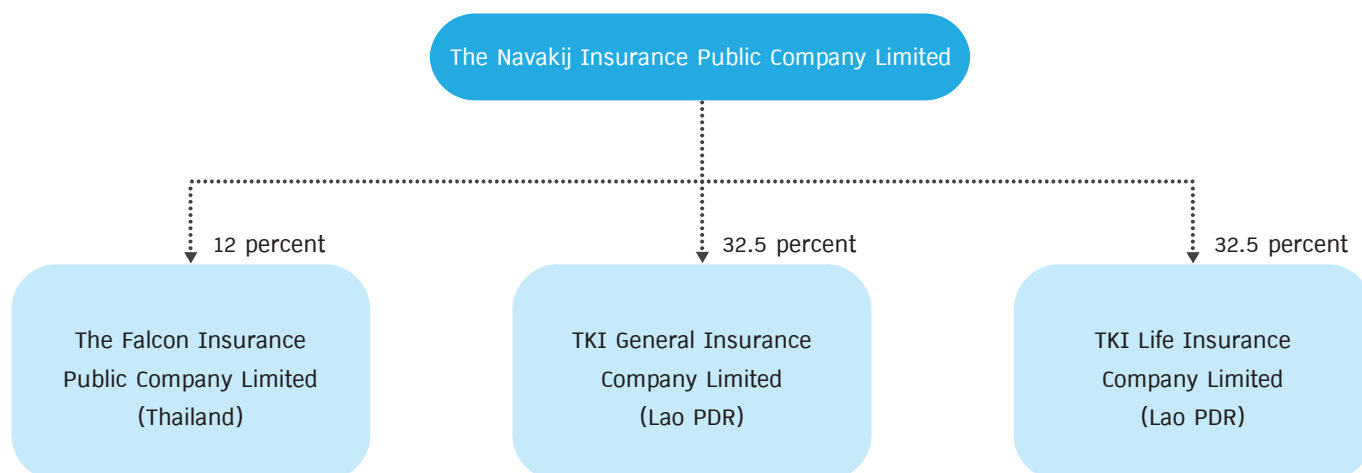 The Navakij Insurance Public Company Limited
12 percent
32.5 percent
32.5 percent
The Falcon Insurance
Public Company Limited
(Thailand)
TKI General Insurance
Company Limited
(Lao PDR)
TKI Life Insurance
Company Limited
(Lao PDR)